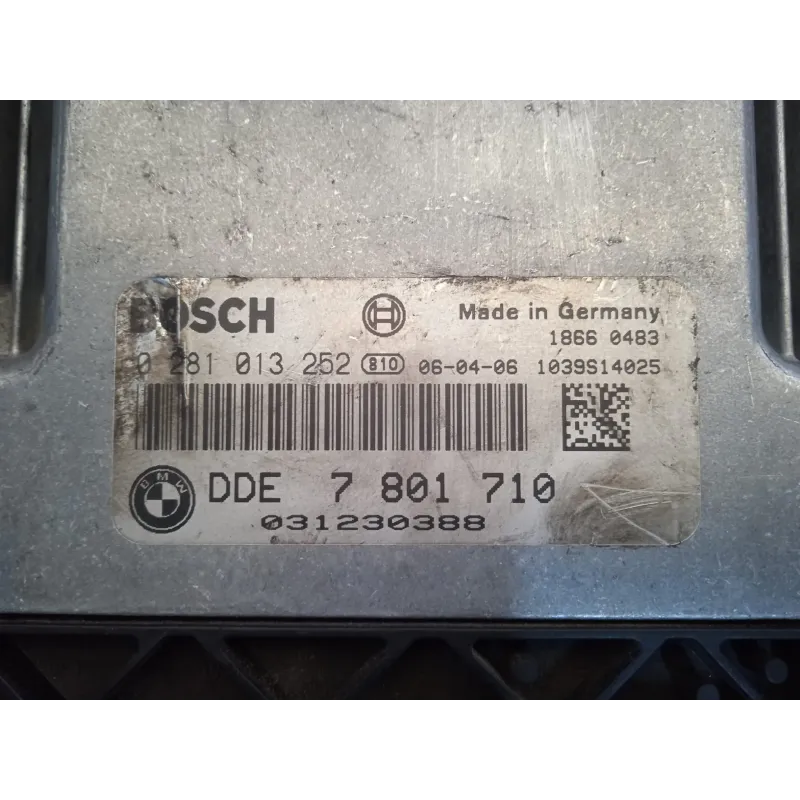 BOSCH
Made in Germany
1866 0483
0 281 013 252 810 06-04-06 1039S14025
BMW
DDE 7 801 710
031230388